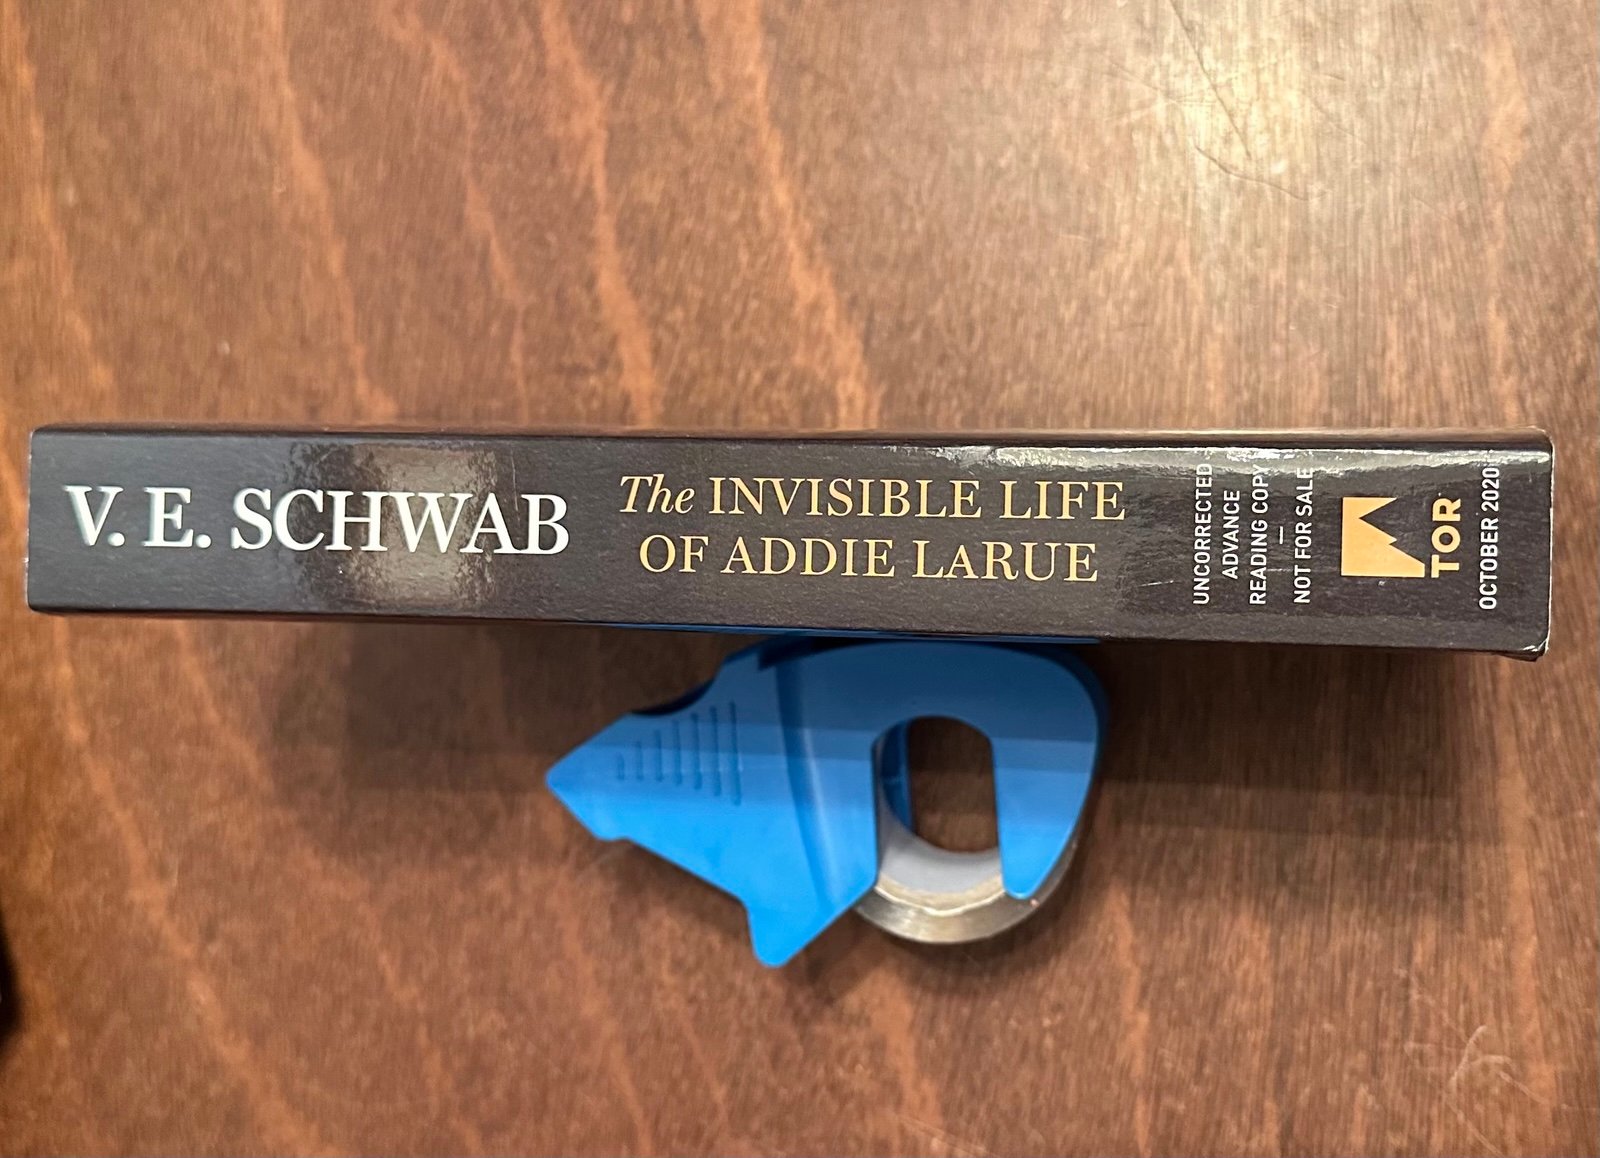 V. E. SCHWAB
The INVISIBLE LIFE
OF ADDIE LARUE
UNCORRECTED
ADVANCE
READING COPY
—
NOT FOR SALE
TOR
OCTOBER 2020